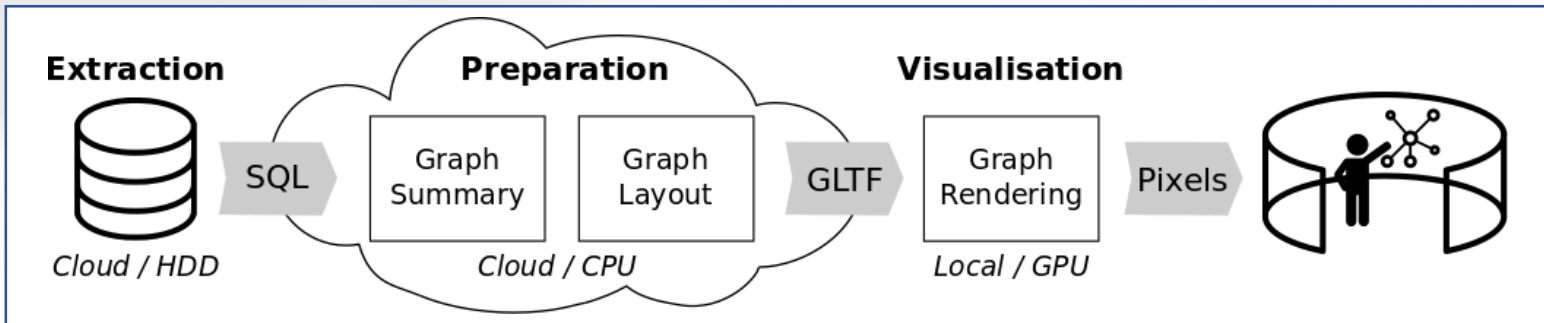 Extraction
Preparation
Visualisation
SQL
Graph
Summary
Graph
Layout
GLTF
Graph
Rendering
Pixels
Cloud / HDD
Cloud / CPU
Local / GPU